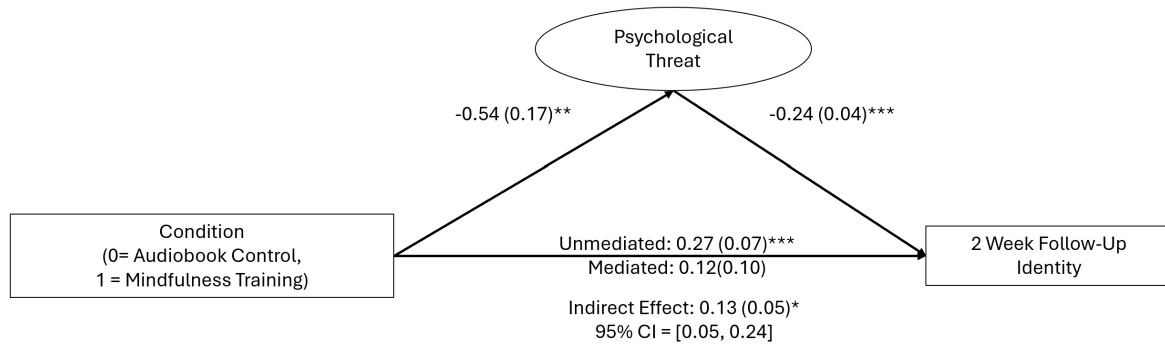 Psychological
Threat
-0.54 (0.17)**
-0.24 (0.04)***
Condition
(0= Audiobook Control,
1 = Mindfulness Training)
Unmediated: 0.27 (0.07)***
Mediated: 0.12(0.10)
2 Week Follow-Up
Identity
Indirect Effect: 0.13 (0.05)*
95% CI = [0.05, 0.24]